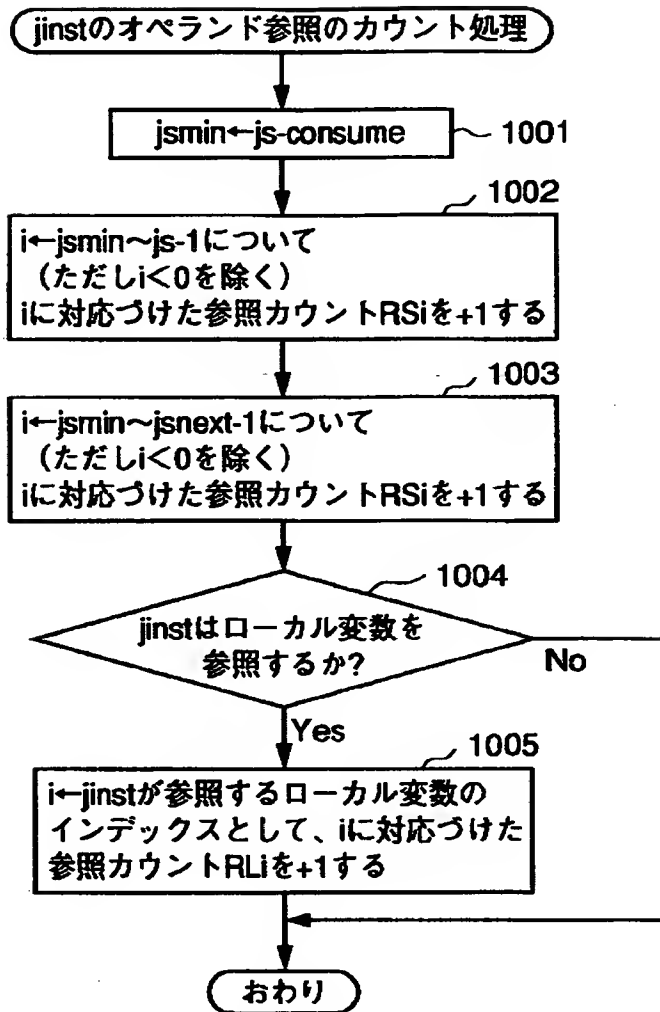 jinstのオペランド参照のカウント処理
jsmin←js-consume
1001
1002
i←jsmin~js-1について
（ただしi<0を除く）
iに対応づけた参照カウントRSiを+1する
1003
i←jsmin~jsnext-1について
（ただしi<0を除く）
iに対応づけた参照カウントRSiを+1する
1004
jinstはローカル変数を
参照するか?
No
Yes
1005
i←jinstが参照するローカル変数の
インデックスとして、iに対応づけた
参照カウントRLiを+1する
おわり